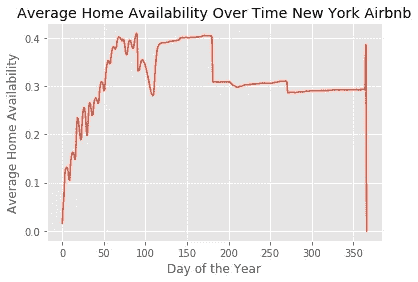 Average Home Availability Over Time New York Airbnb
0.4
0.3
0.2
0.1
0.0
Average Home Availability
0 50 100 150 200 250 300 350
Day of the Year